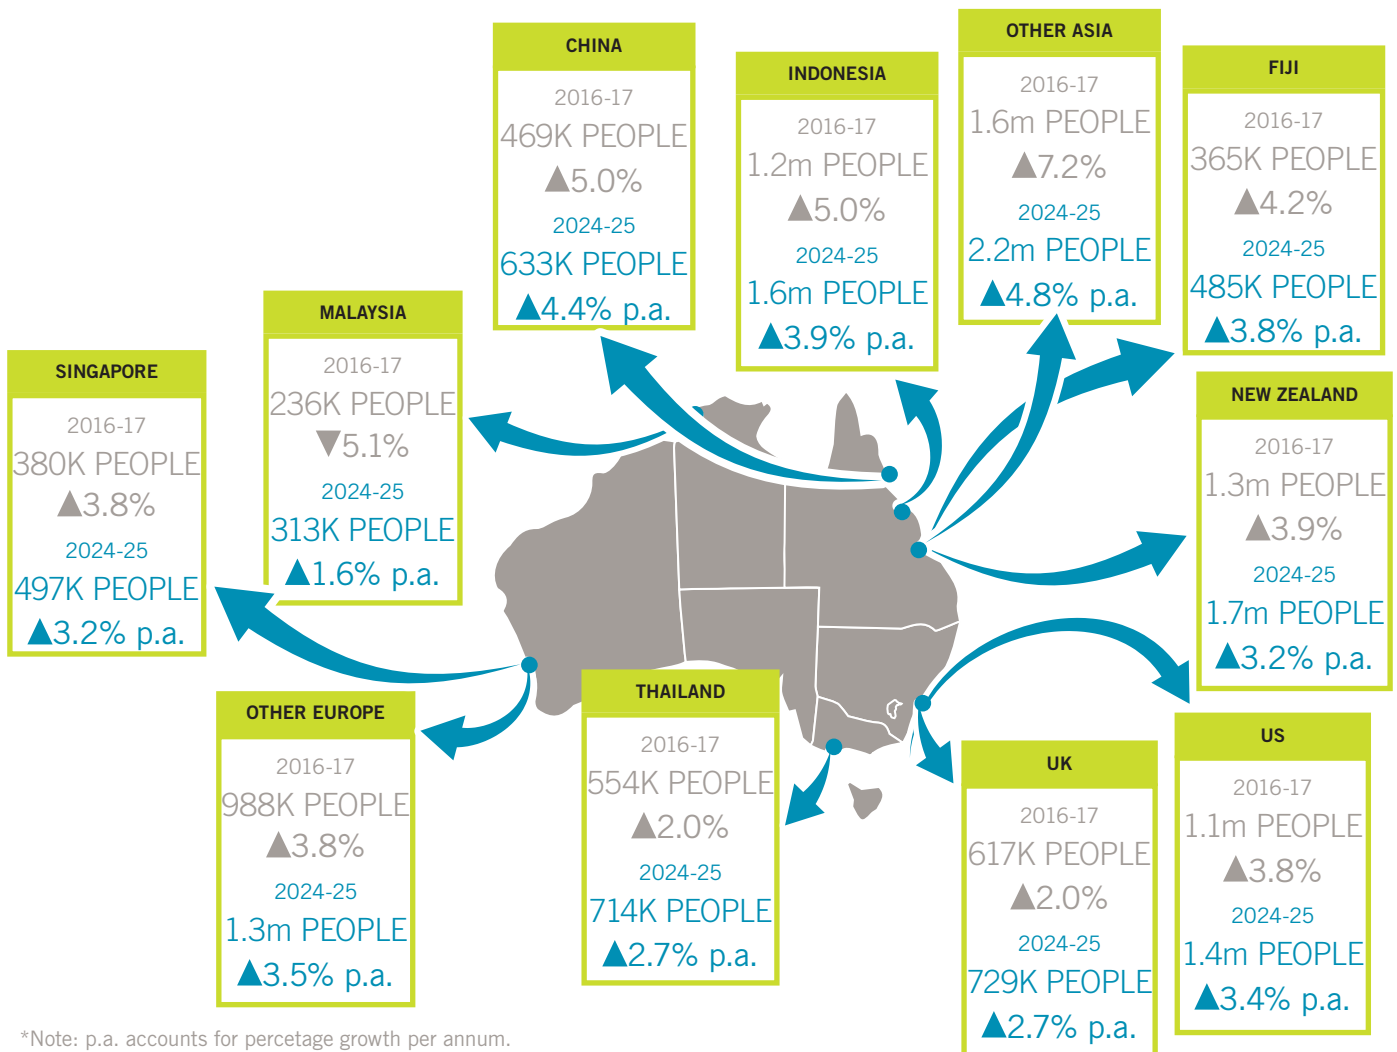 CHINA
2016-17
469K PEOPLE
▲5.0%
2024-25
633K PEOPLE
▲4.4% p.a.
INDONESIA
2016-17
1.2m PEOPLE
▲5.0%
2024-25
1.6m PEOPLE
▲3.9% p.a.
OTHER ASIA
2016-17
1.6m PEOPLE
▲7.2%
2024-25
2.2m PEOPLE
▲4.8% p.a.
FIJI
2016-17
365K PEOPLE
▲4.2%
2024-25
485K PEOPLE
▲3.8% p.a.
MALAYSIA
2016-17
236K PEOPLE
▼5.1%
2024-25
313K PEOPLE
▲1.6% p.a.
SINGAPORE
2016-17
380K PEOPLE
▲3.8%
2024-25
497K PEOPLE
▲3.2% p.a.
NEW ZEALAND
2016-17
1.3m PEOPLE
▲3.9%
2024-25
1.7m PEOPLE
▲3.2% p.a.
OTHER EUROPE
2016-17
988K PEOPLE
▲3.8%
2024-25
1.3m PEOPLE
▲3.5% p.a.
THAILAND
2016-17
554K PEOPLE
▲2.0%
2024-25
714K PEOPLE
▲2.7% p.a.
UK
2016-17
617K PEOPLE
▲2.0%
2024-25
729K PEOPLE
▲2.7% p.a.
US
2016-17
1.1m PEOPLE
▲3.8%
2024-25
1.4m PEOPLE
▲3.4% p.a.
*Note: p.a. accounts for percetage growth per annum.